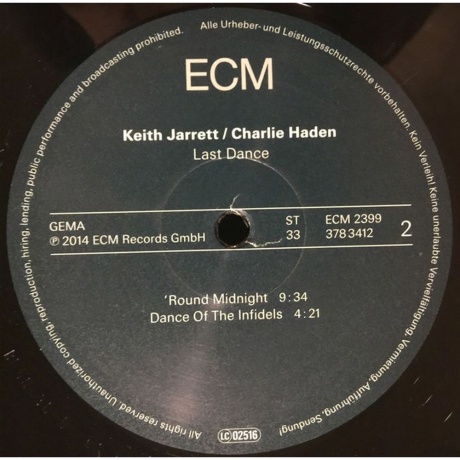 Alle Urheber- und Leistungsschutzrechte vorbehalten. Kein Verleih! Keine unerlaubte Vervielfältigung, Vermietung, Aufführung, Sendung!
ECM
Keith Jarrett / Charlie Haden
Last Dance
GEMA ST ECM 2399
℗ 2014 ECM Records GmbH 33 378 3412 2
'Round Midnight 9:34
Dance Of The Infidels 4:21
LC 02516
All rights reserved. Unauthorized copying, reproduction, hiring, lending, public performance and broadcasting prohibited.